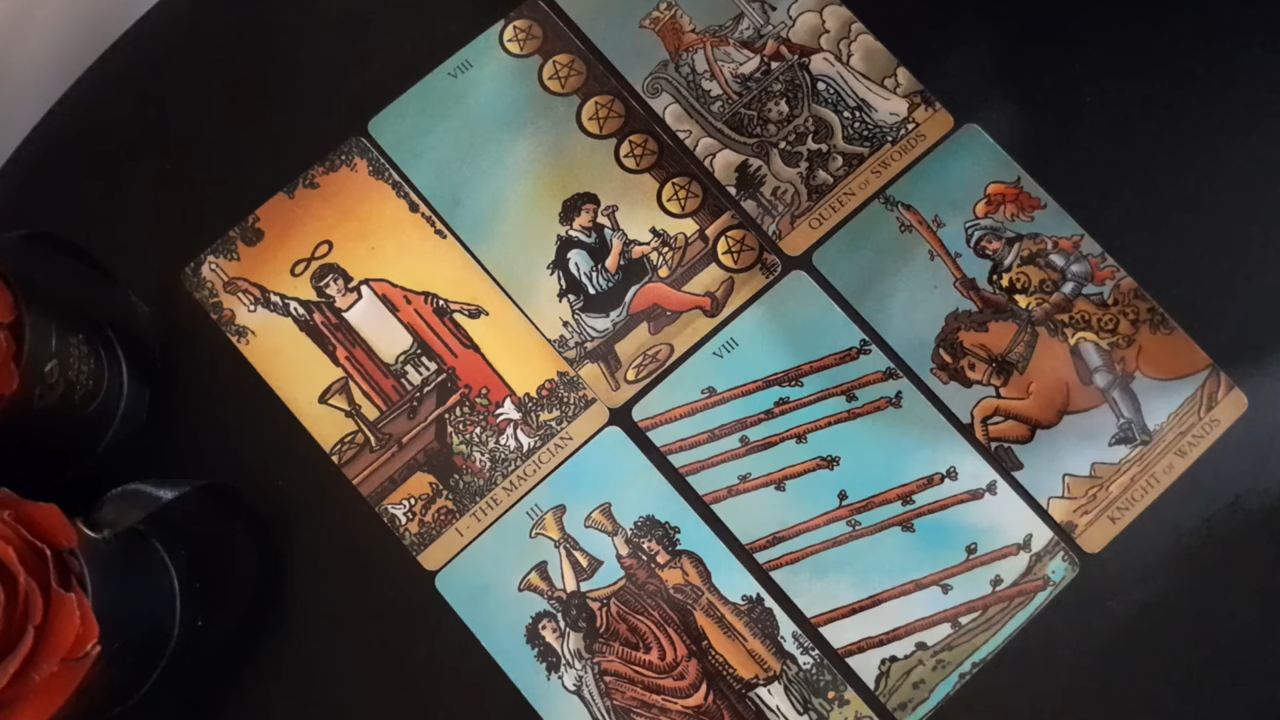 VIII
QUEEN OF SWORDS
I - THE MAGICIAN
VIII
KNIGHT OF WANDS
III